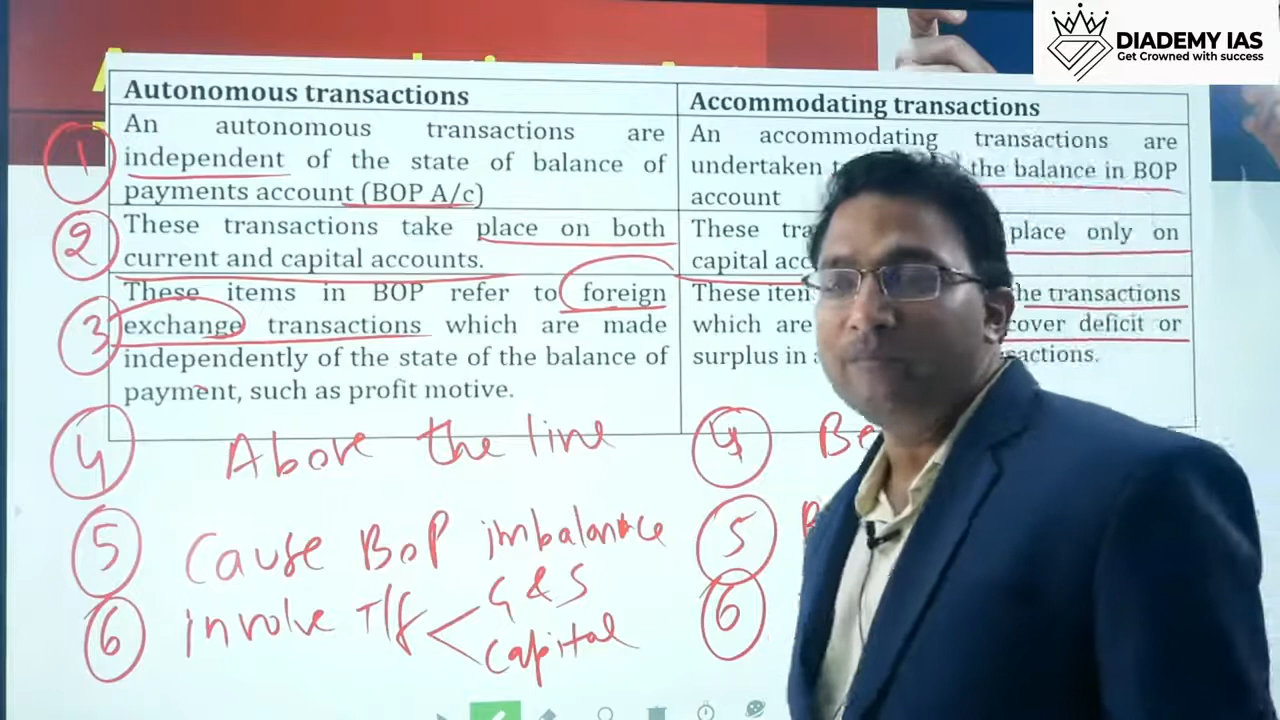 DIADEMY IAS
Get Crowned with success
Autonomous transactions
Accommodating transactions
1
An autonomous transactions are
independent of the state of balance of
payments account (BOP A/c)
An accommodating transactions are
undertaken the balance in BOP
account
2
These transactions take place on both
current and capital accounts.
These place only on
capital
3
These items in BOP refer to foreign
exchange transactions which are made
independently of the state of the balance of
payment, such as profit motive.
These transactions
which are cover deficit or
surplus in
4
Above the line
4
5
Cause BoP imbalance
5
6
involve T/f G & S
Capital
6